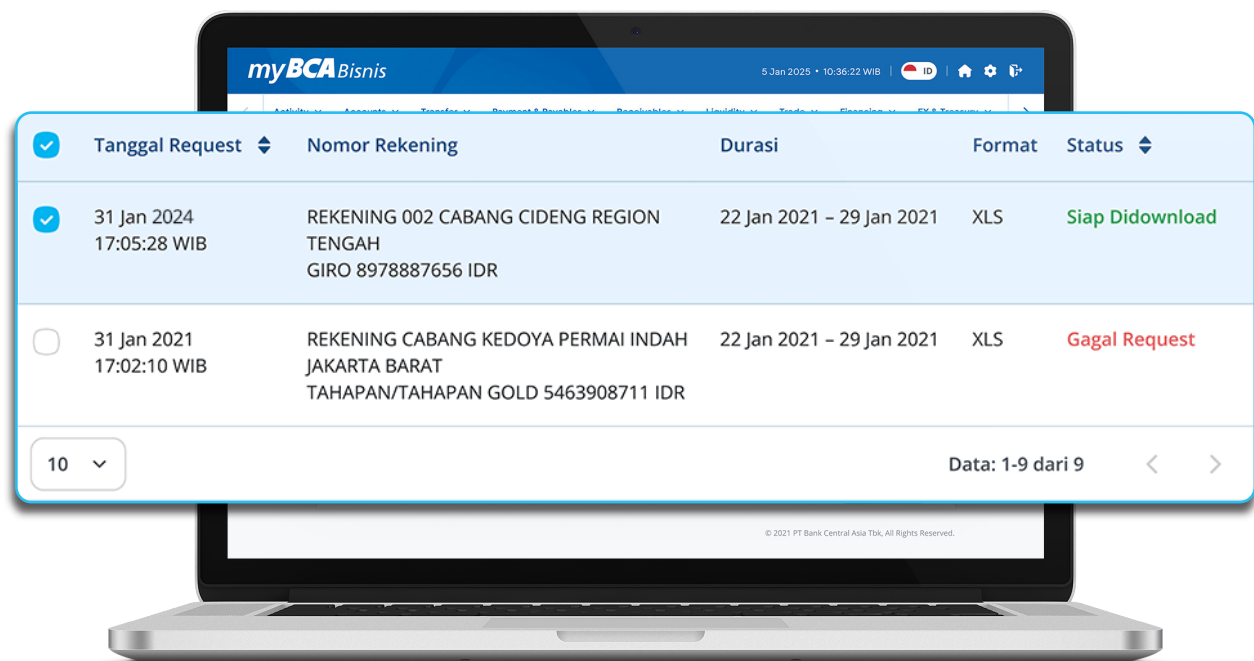 myBCA Bisnis
5 Jan 2025 • 10:36:22 WIB | ID
Activity Accounts Transfer Payment & Payables Receivables Liquidity Trade Financing FX & Treasury
Tanggal Request Nomor Rekening Durasi Format Status
31 Jan 2024 REKENING 002 CABANG CIDENG REGION 22 Jan 2021 – 29 Jan 2021 XLS Siap Didownload
17:05:28 WIB TENGAH
GIRO 8978887656 IDR
31 Jan 2021 REKENING CABANG KEDOYA PERMAI INDAH 22 Jan 2021 – 29 Jan 2021 XLS Gagal Request
17:02:10 WIB JAKARTA BARAT
TAHAPAN/TAHAPAN GOLD 5463908711 IDR
10 Data: 1-9 dari 9
© 2021 PT Bank Central Asia Tbk, All Rights Reserved.